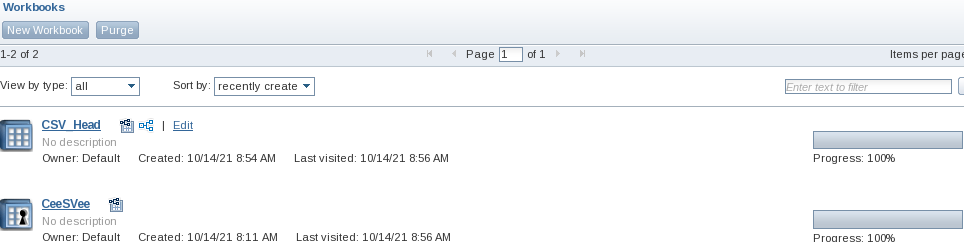 Workbooks
New Workbook Purge
1-2 of 2 Page 1 of 1 Items per page
View by type: all Sort by: recently create Enter text to filter
CSV_Head | Edit
No description
Owner: Default Created: 10/14/21 8:54 AM Last visited: 10/14/21 8:56 AM Progress: 100%
CeeSVee
No description
Owner: Default Created: 10/14/21 8:11 AM Last visited: 10/14/21 8:56 AM Progress: 100%